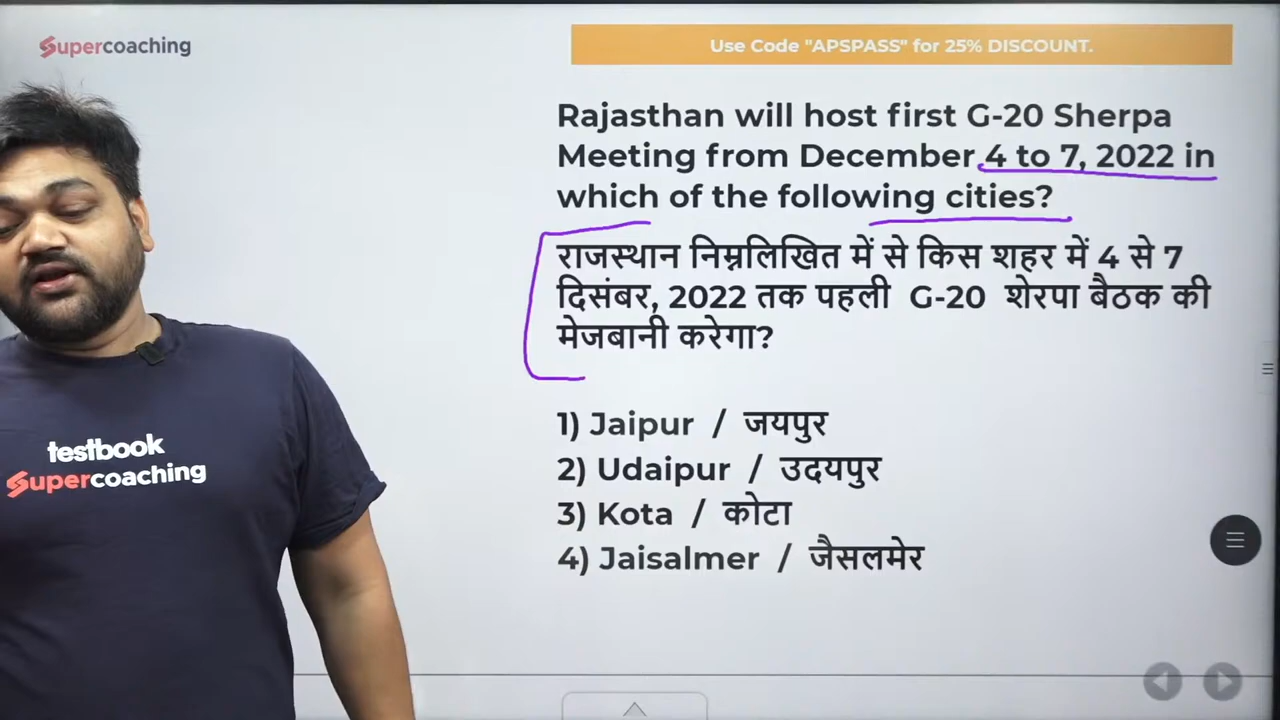 Supercoaching
Use Code "APSPASS" for 25% DISCOUNT.
Rajasthan will host first G-20 Sherpa
Meeting from December 4 to 7, 2022 in
which of the following cities?
राजस्थान निम्नलिखित में से किस शहर में 4 से 7
दिसंबर, 2022 तक पहली G-20 शेरपा बैठक की
मेजबानी करेगा?
1) Jaipur / जयपुर
2) Udaipur / उदयपुर
3) Kota / कोटा
4) Jaisalmer / जैसलमेर
testbook
Supercoaching